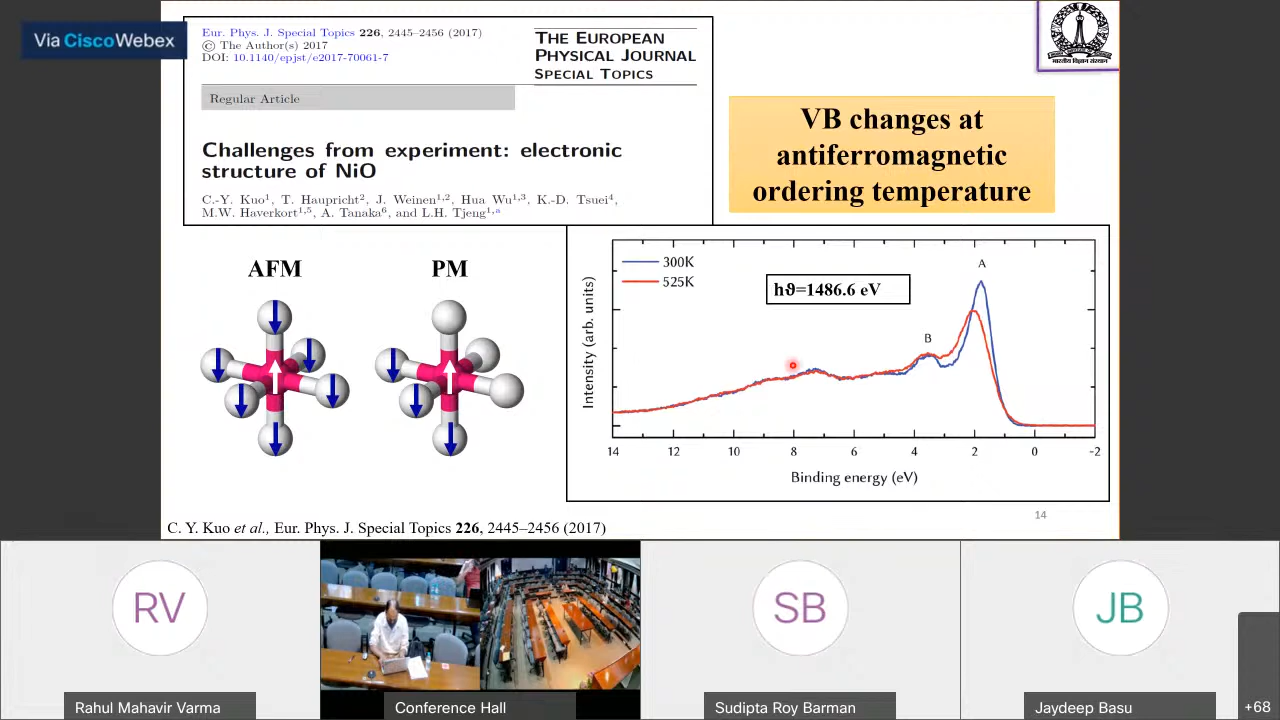 Via Cisco Webex
Eur. Phys. J. Special Topics 226, 2445–2456 (2017)
© The Author(s) 2017
DOI: 10.1140/epjst/e2017-70061-7
THE EUROPEAN
PHYSICAL JOURNAL
SPECIAL TOPICS
Regular Article
Challenges from experiment: electronic
structure of NiO
C.-Y. Kuo1, T. Haupricht2, J. Weinen1,2, Hua Wu1,3, K.-D. Tsuei4,
M.W. Haverkort1,5, A. Tanaka6, and L.H. Tjeng1,a
VB changes at
antiferromagnetic
ordering temperature
AFM
PM
300K
525K
hϑ=1486.6 eV
A
B
Intensity (arb. units)
14 12 10 8 6 4 2 0 -2
Binding energy (eV)
14
C. Y. Kuo et al., Eur. Phys. J. Special Topics 226, 2445–2456 (2017)
RV
SB
JB
Rahul Mahavir Varma
Conference Hall
Sudipta Roy Barman
Jaydeep Basu
+68